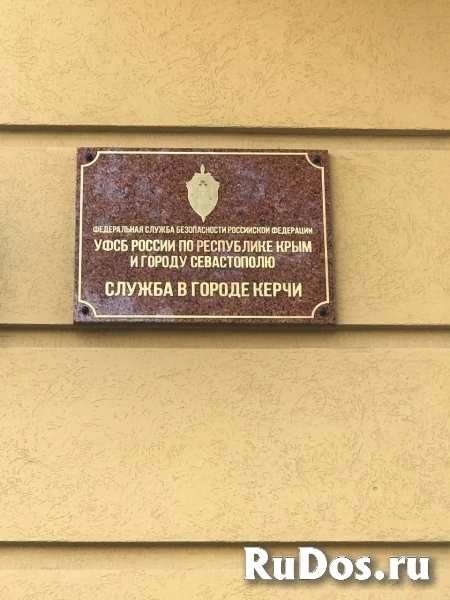 ФЕДЕРАЛЬНАЯ СЛУЖБА БЕЗОПАСНОСТИ РОССИЙСКОЙ ФЕДЕРАЦИИ
УФСБ РОССИИ ПО РЕСПУБЛИКЕ КРЫМ
И ГОРОДУ СЕВАСТОПОЛЮ
СЛУЖБА В ГОРОДЕ КЕРЧИ
RuDos.ru